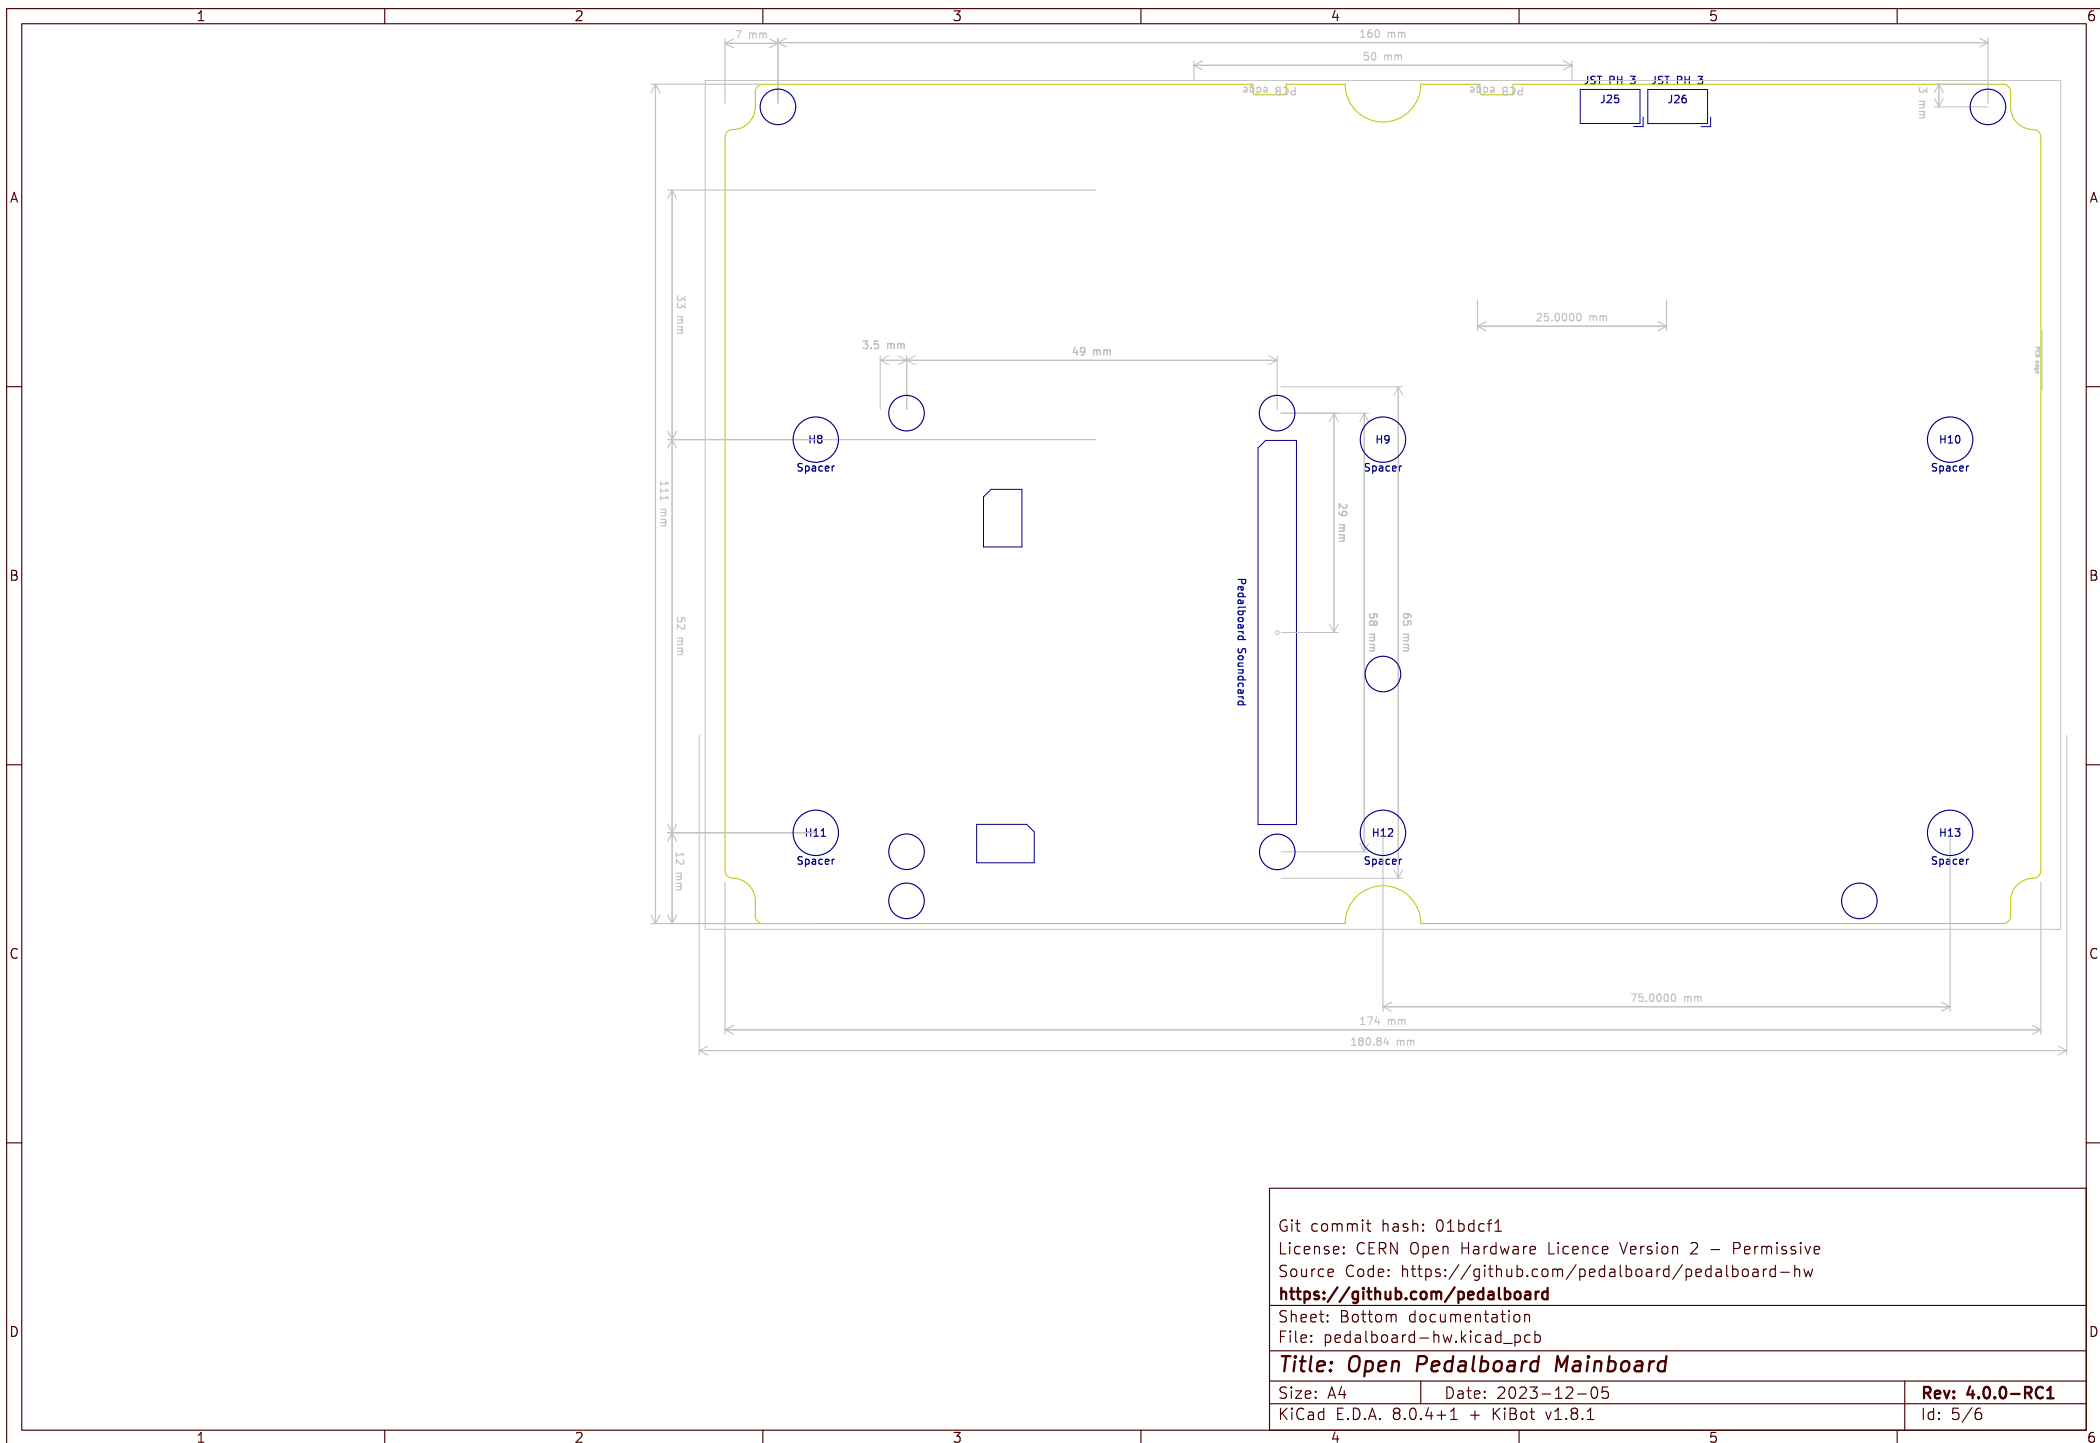 1 2 3 4 5 6
7 mm
160 mm
50 mm
JST PH 3 JST PH 3
PCB edge PCB edge
J25 J26
3 mm
A A
33 mm
25.0000 mm
3.5 mm
49 mm
PCB edge
H8 H9 H10
Spacer Spacer Spacer
111 mm
29 mm
B B
Pedalboard Soundcard
52 mm
58 mm
65 mm
H11 H12 H13
Spacer Spacer Spacer
12 mm
C C
75.0000 mm
174 mm
180.84 mm
Git commit hash: 01bdcf1
License: CERN Open Hardware Licence Version 2 - Permissive
Source Code: https://github.com/pedalboard/pedalboard-hw
https://github.com/pedalboard
Sheet: Bottom documentation
File: pedalboard-hw.kicad_pcb
D D
Title: Open Pedalboard Mainboard
Size: A4 Date: 2023-12-05 Rev: 4.0.0-RC1
KiCad E.D.A. 8.0.4+1 + KiBot v1.8.1 Id: 5/6
1 2 3 4 5 6